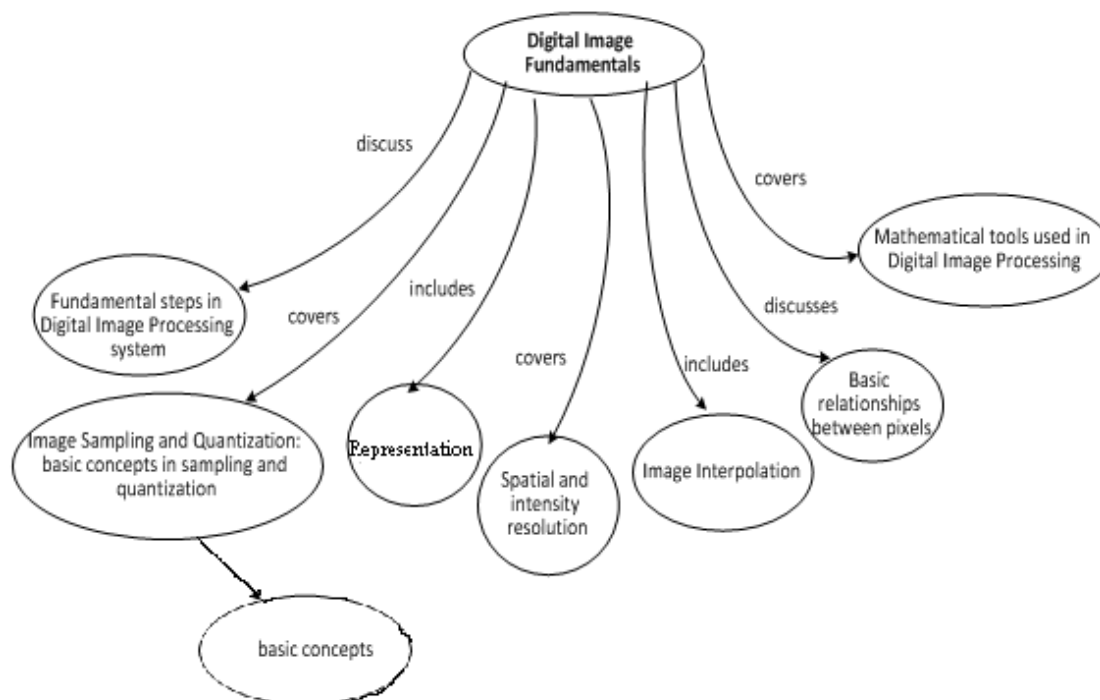 Digital Image
Fundamentals
discuss
covers
Mathematical tools used in
Digital Image Processing
Fundamental steps in
Digital Image Processing
system
covers
includes
covers
includes
discusses
Basic
relationships
between pixels
Image Sampling and Quantization:
basic concepts in sampling and
quantization
Representation
Spatial and
intensity
resolution
Image Interpolation
basic concepts